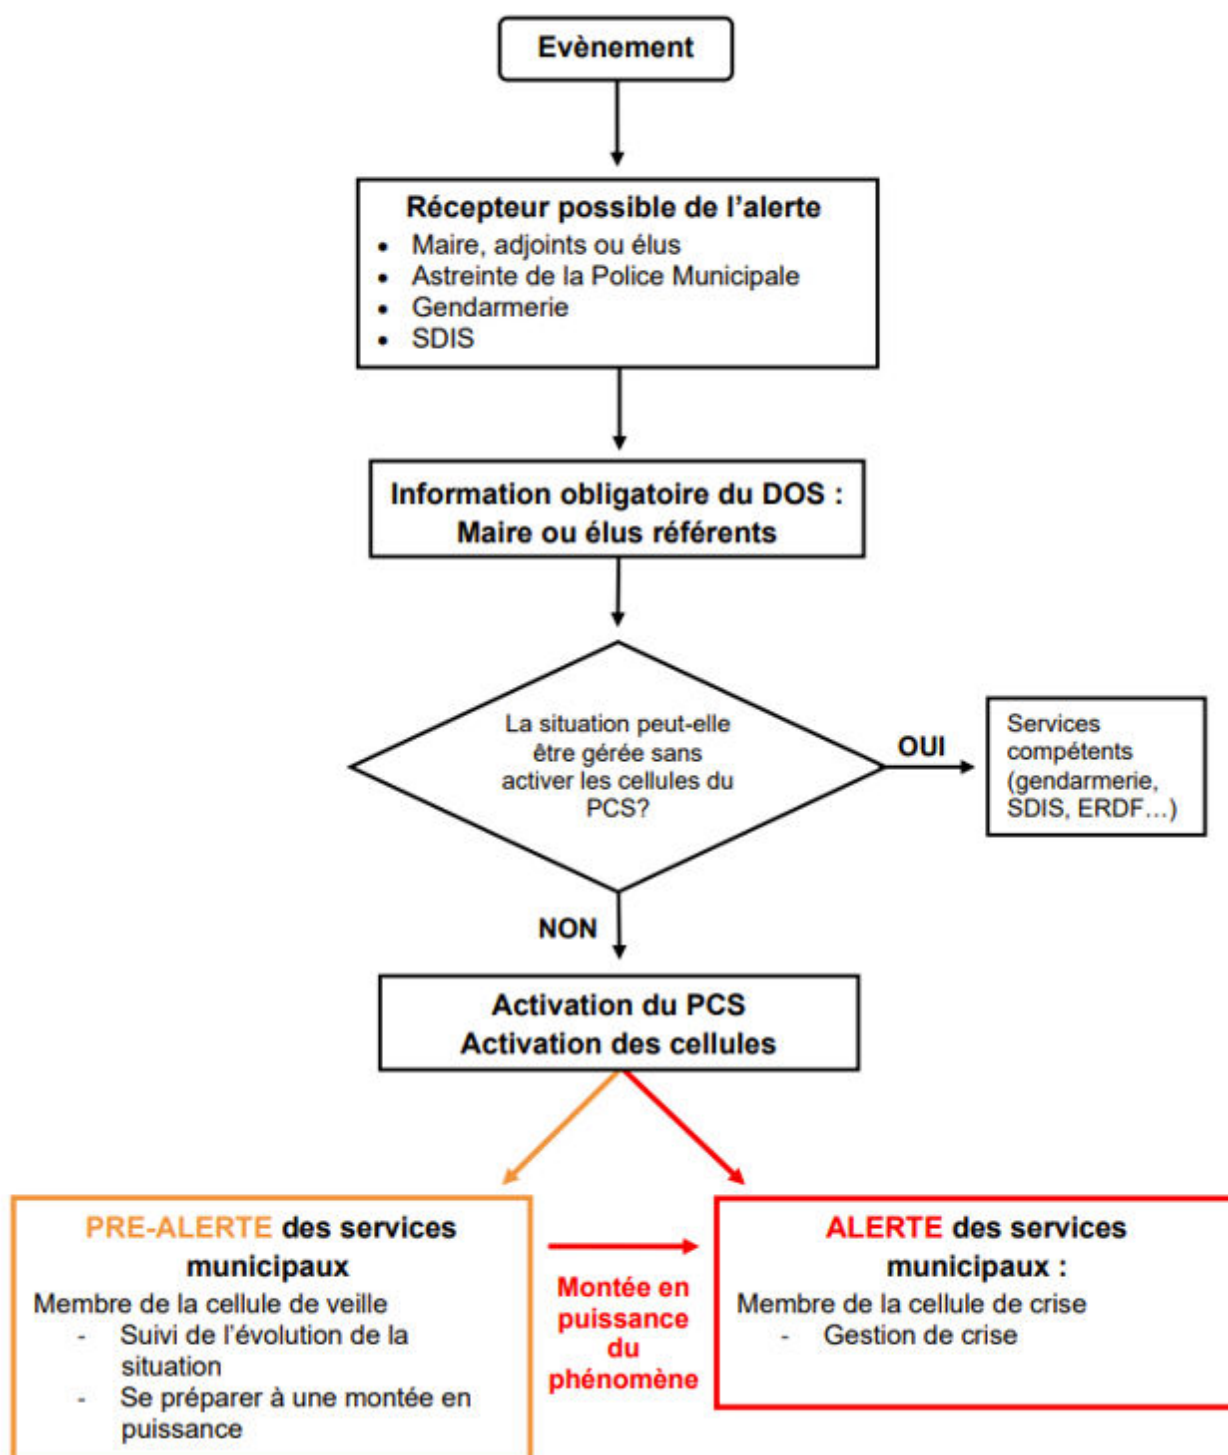 Evènement
Récepteur possible de l'alerte
• Maire, adjoints ou élus
• Astreinte de la Police Municipale
• Gendarmerie
• SDIS
Information obligatoire du DOS :
Maire ou élus référents
La situation peut-elle
être gérée sans
activer les cellules du
PCS?
OUI
Services
compétents
(gendarmerie,
SDIS, ERDF…)
NON
Activation du PCS
Activation des cellules
PRE-ALERTE des services
municipaux
Membre de la cellule de veille
- Suivi de l'évolution de la
situation
- Se préparer à une montée en
puissance
Montée en
puissance
du
phénomène
ALERTE des services
municipaux :
Membre de la cellule de crise
- Gestion de crise